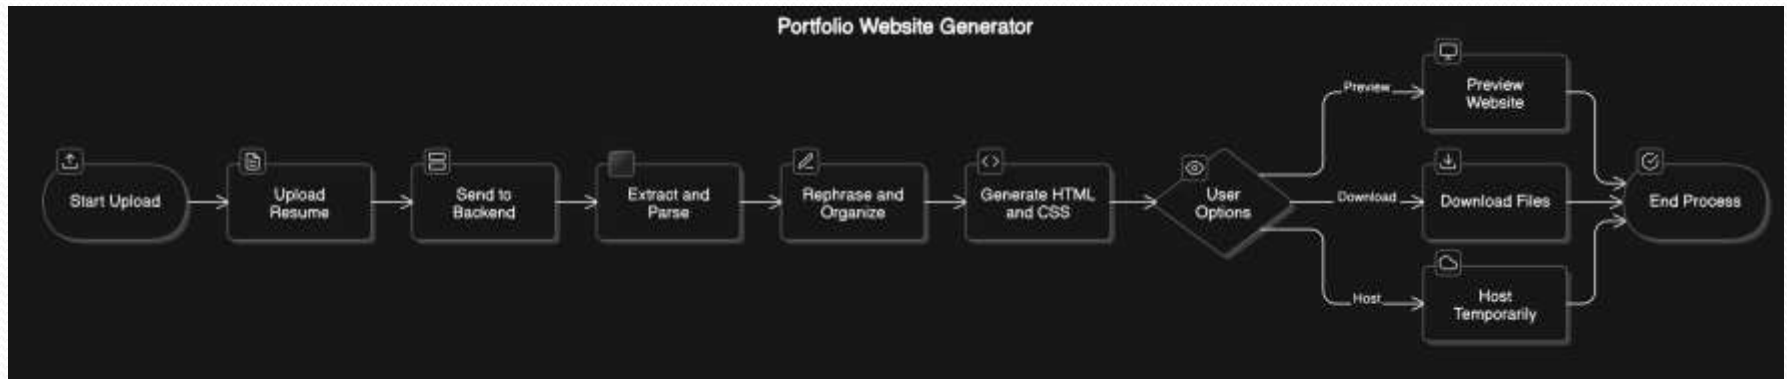 Portfolio Website Generator
Start Upload
Upload
Resume
Send to
Backend
Extract and
Parse
Rephrase and
Organize
Generate HTML
and CSS
User
Options
Preview
Preview
Website
Download
Download Files
Host
Host
Temporarily
End Process